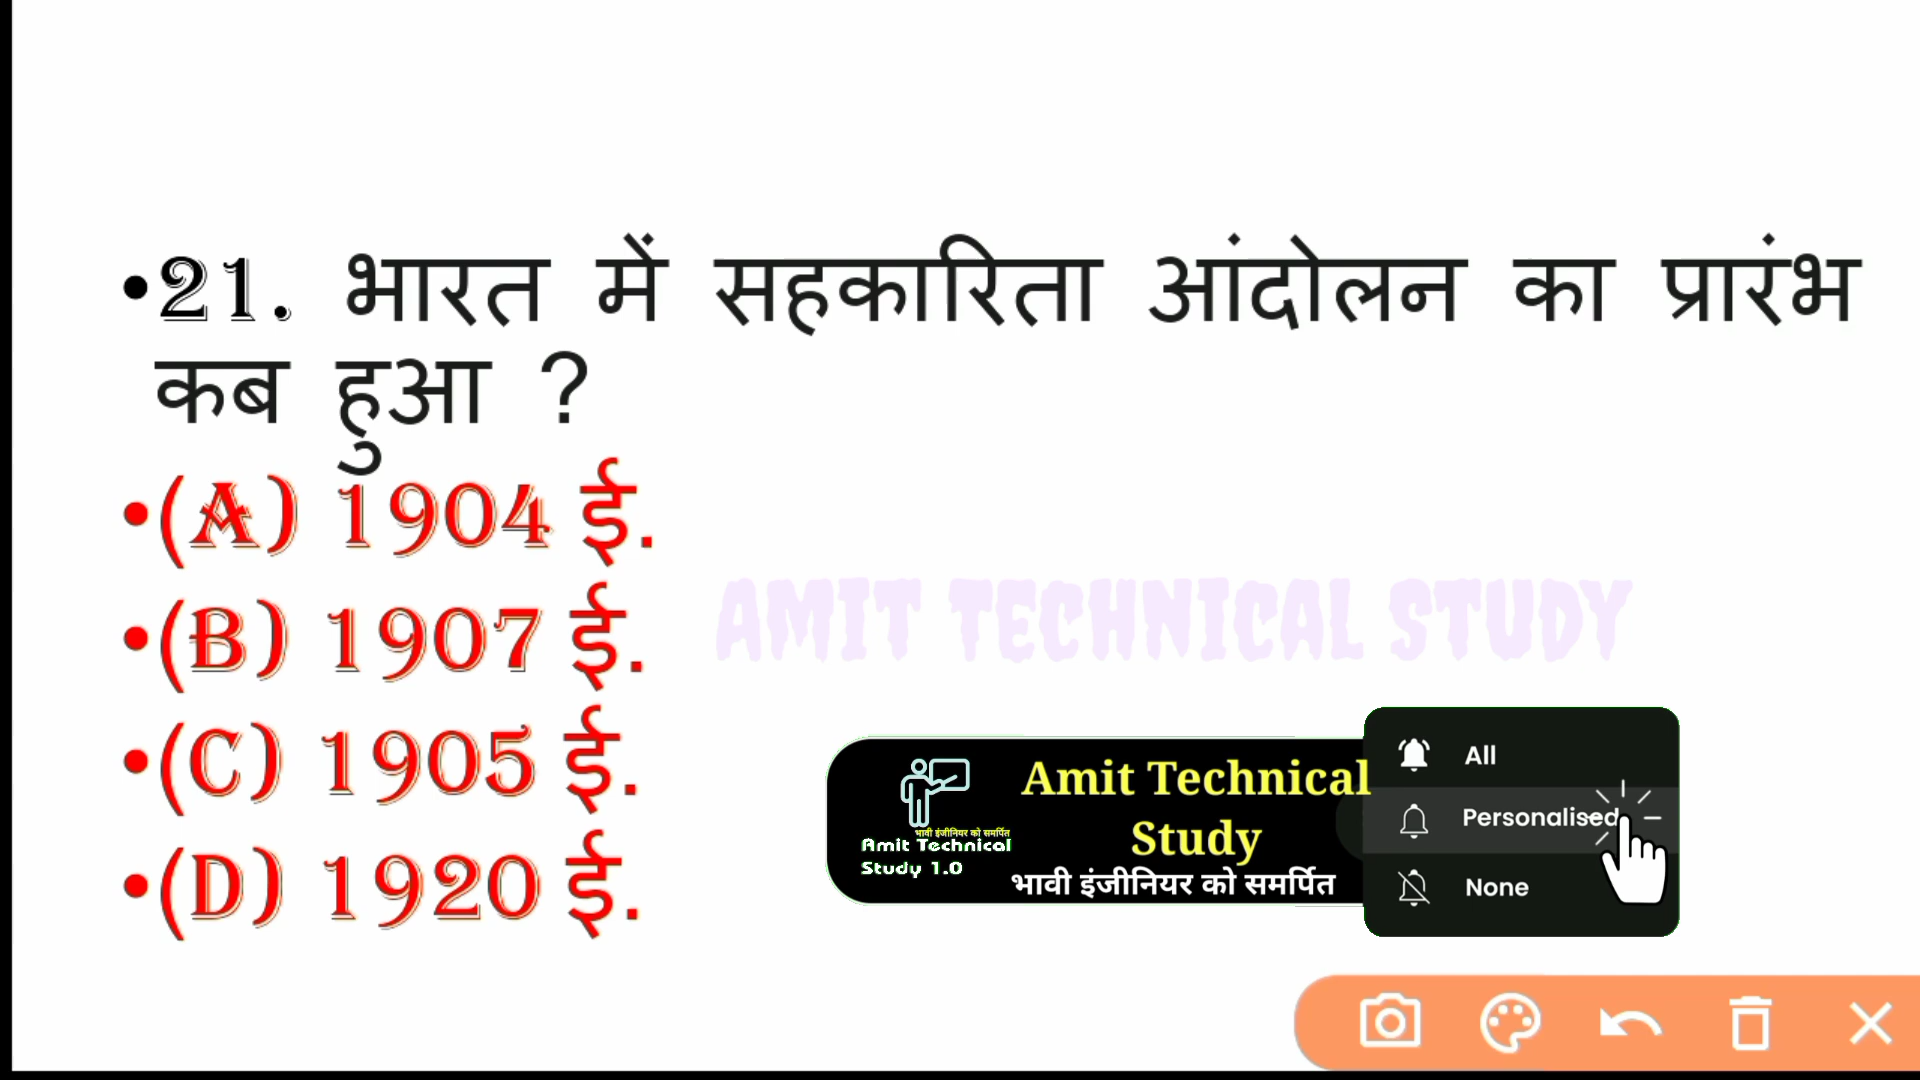 •21. भारत में सहकारिता आंदोलन का प्रारंभ
कब हुआ ?
•(A) 1904 ई.
•(B) 1907 ई.
•(C) 1905 ई.
•(D) 1920 ई.
AMIT TECHNICAL STUDY
भावी इंजीनियर को समर्पित
Amit Technical
Study 1.0
Amit Technical
Study
भावी इंजीनियर को समर्पित
All
Personalised
None